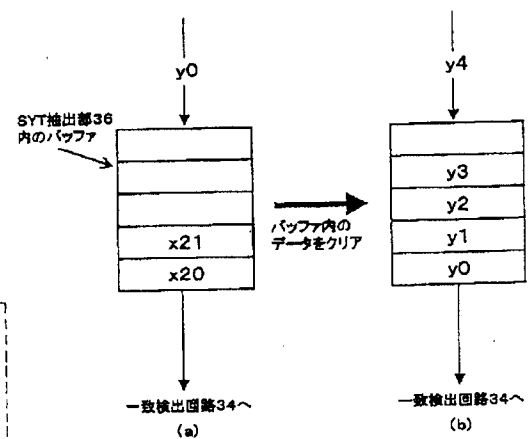 y0
y4
SYT抽出部36
内のバッファ
y3
y2
x21
y1
x20
y0
バッファ内の
データをクリア
一致検出回路34へ
一致検出回路34へ
(a)
(b)